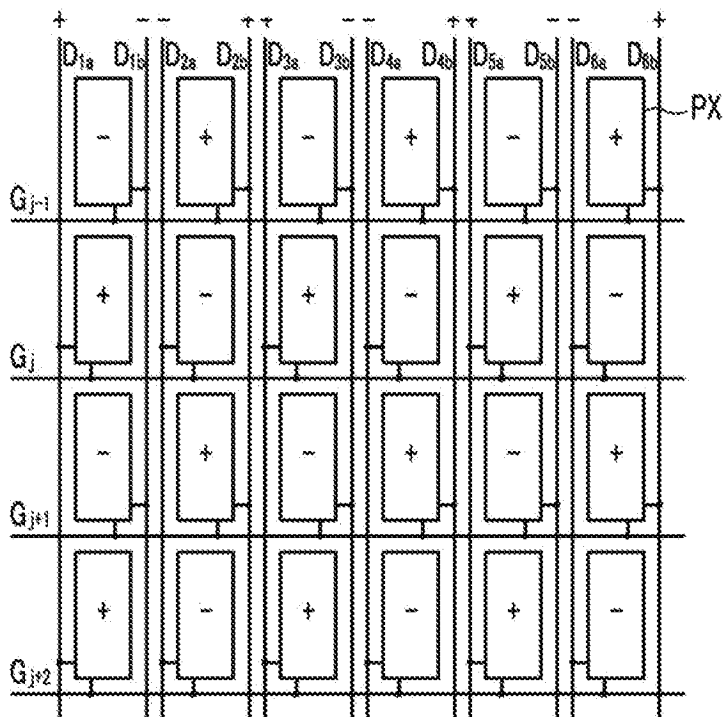 + - - + + - - + + - - +
D1a D1b D2a D2b D3a D3b D4a D4b D5a D5b D6a D6b
- + - + - + PX
Gj-1
+ - + - + -
Gj
- + - + - +
Gj+1
+ - + - + -
Gj+2